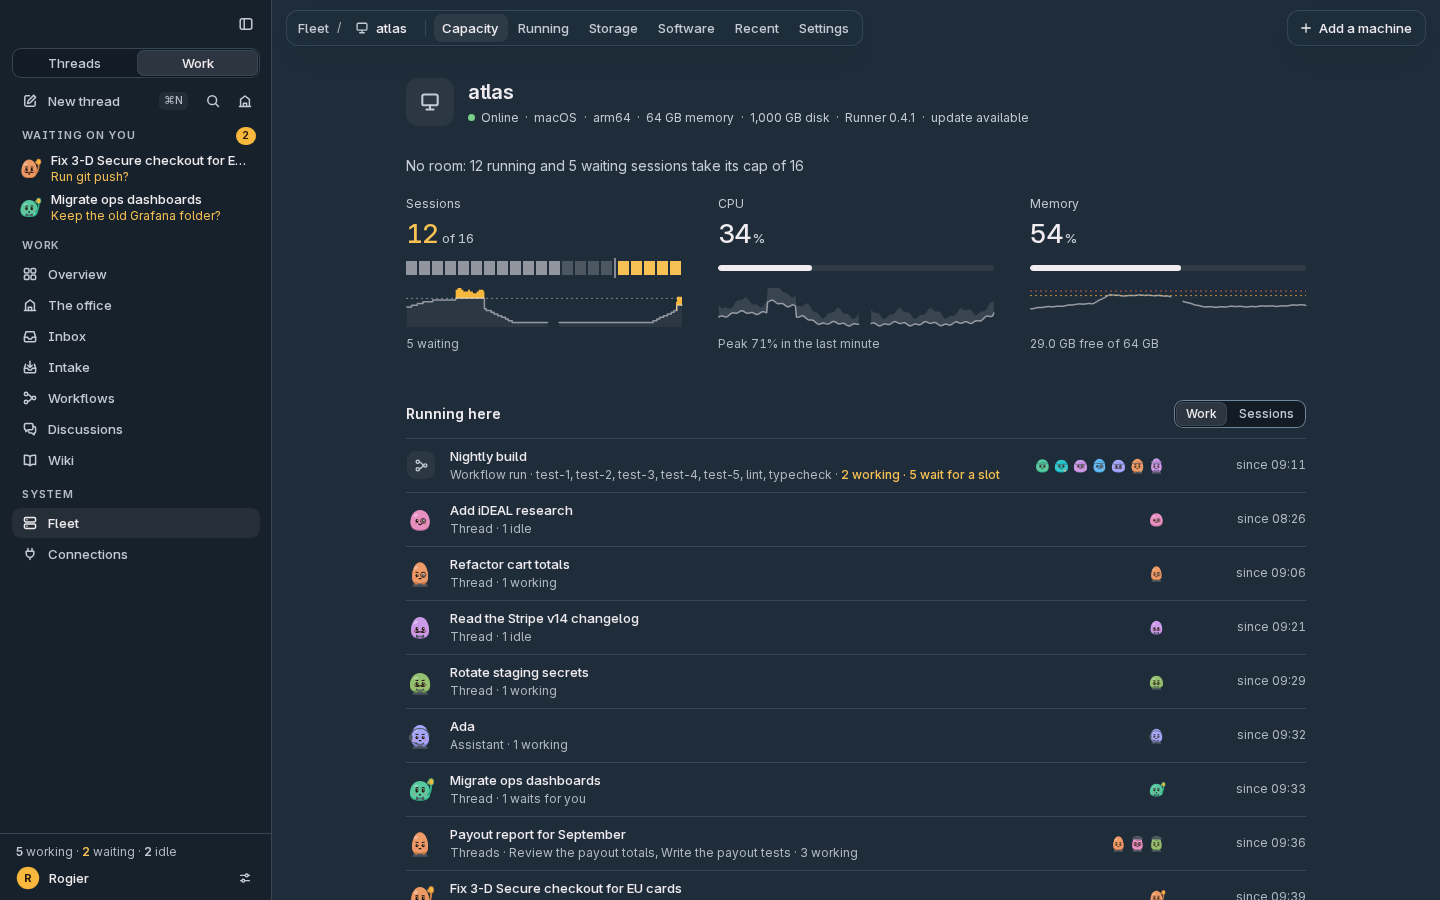 Threads
Work
New thread
⌘N
WAITING ON YOU
2
Fix 3-D Secure checkout for E…
Run git push?
Migrate ops dashboards
Keep the old Grafana folder?
WORK
Overview
The office
Inbox
Intake
Workflows
Discussions
Wiki
SYSTEM
Fleet
Connections
5 working · 2 waiting · 2 idle
R
Rogier
Fleet / atlas
Capacity
Running
Storage
Software
Recent
Settings
+ Add a machine
atlas
Online · macOS · arm64 · 64 GB memory · 1,000 GB disk · Runner 0.4.1 · update available
No room: 12 running and 5 waiting sessions take its cap of 16
Sessions
12 of 16
5 waiting
CPU
34%
Peak 71% in the last minute
Memory
54%
29.0 GB free of 64 GB
Running here
Work
Sessions
Nightly build
Workflow run · test-1, test-2, test-3, test-4, test-5, lint, typecheck · 2 working · 5 wait for a slot
since 09:11
Add iDEAL research
Thread · 1 idle
since 08:26
Refactor cart totals
Thread · 1 working
since 09:06
Read the Stripe v14 changelog
Thread · 1 idle
since 09:21
Rotate staging secrets
Thread · 1 working
since 09:29
Ada
Assistant · 1 working
since 09:32
Migrate ops dashboards
Thread · 1 waits for you
since 09:33
Payout report for September
Threads · Review the payout totals, Write the payout tests · 3 working
since 09:36
Fix 3-D Secure checkout for EU cards
since 09:39